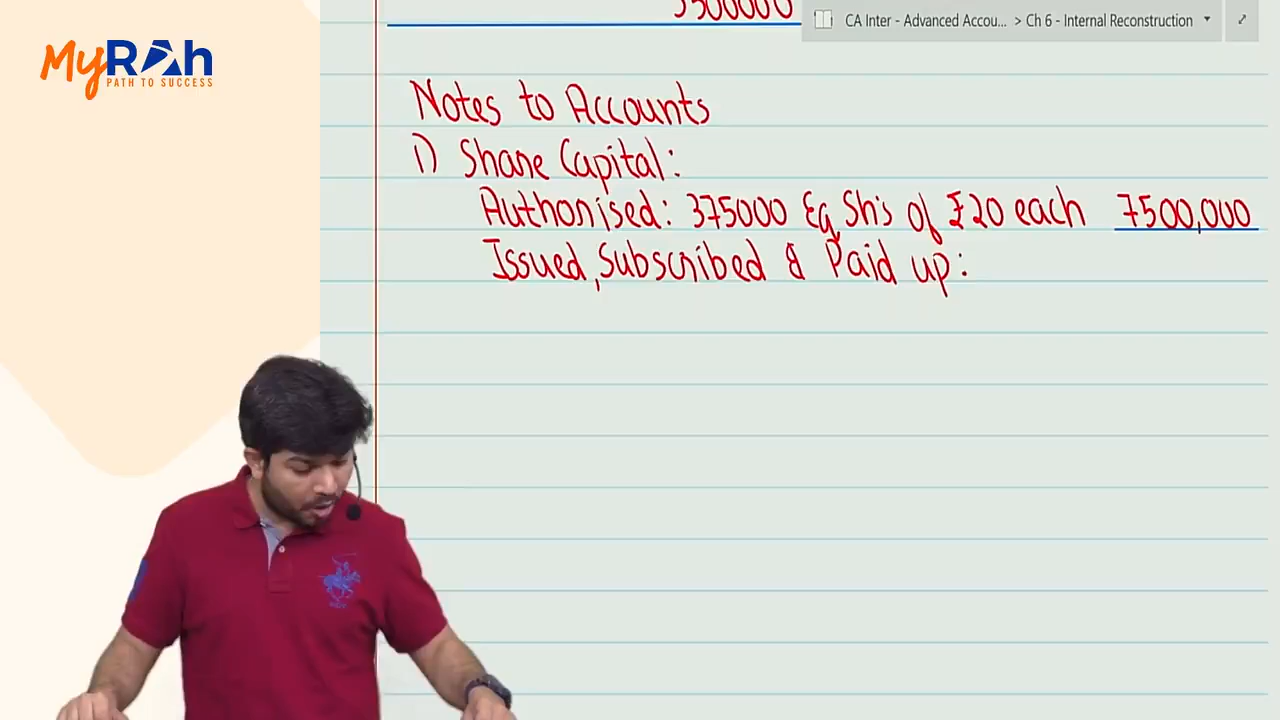 5500000
CA Inter - Advanced Accou... > Ch 6 - Internal Reconstruction
MyRAh
PATH TO SUCCESS
Notes to Accounts
1) Share Capital:
Authorised: 375000 Eq. Sh's of ₹20 each 7500,000
Issued, Subscribed & Paid up: